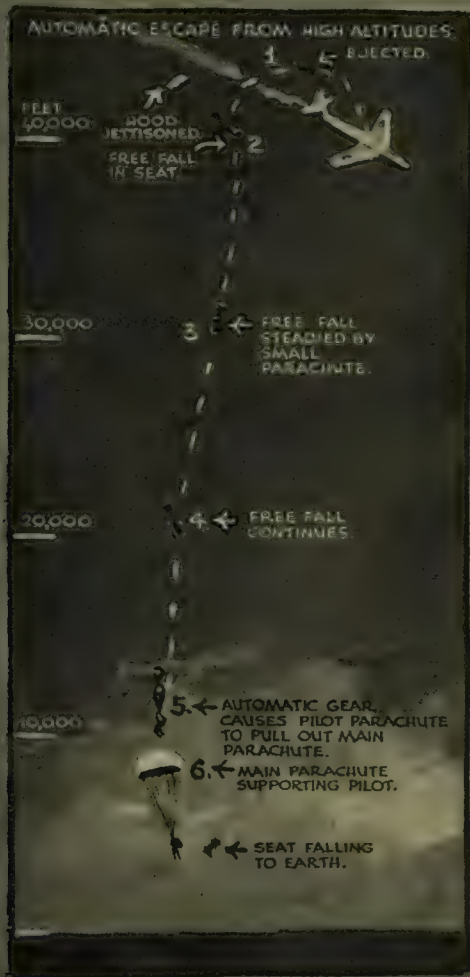 AUTOMATIC ESCAPE FROM HIGH ALTITUDES.
1
EJECTED.
FEET
40,000
HOOD
JETTISONED.
FREE FALL
IN SEAT.
2
30,000
3
FREE FALL
STEADIED BY
SMALL
PARACHUTE.
20,000
4.
FREE FALL
CONTINUES.
10,000
5.
AUTOMATIC GEAR
CAUSES PILOT PARACHUTE
TO PULL OUT MAIN
PARACHUTE.
6.
MAIN PARACHUTE
SUPPORTING PILOT.
SEAT FALLING
TO EARTH.